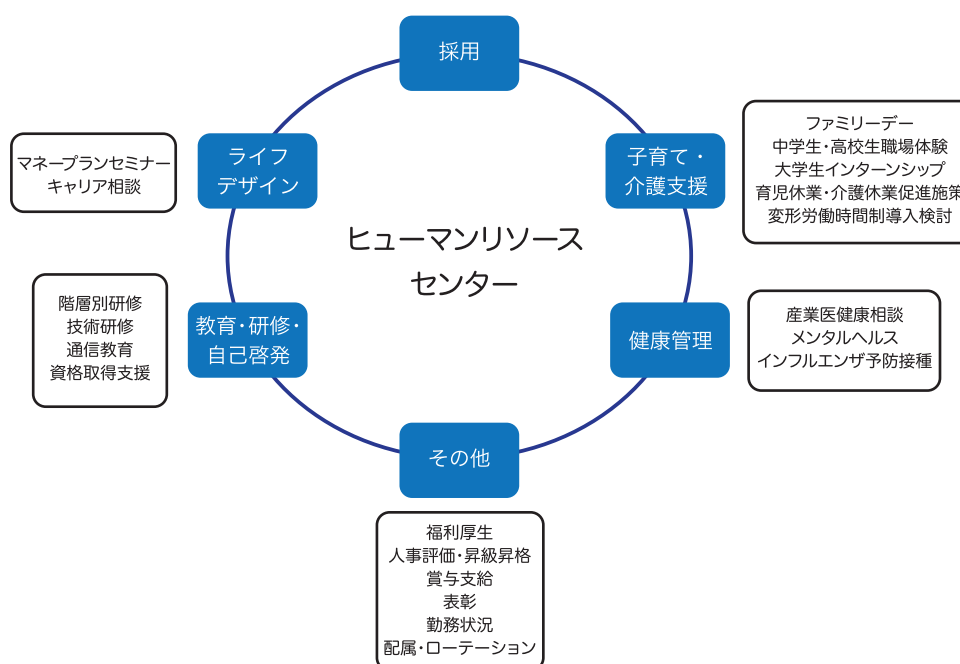 採用
ライフ
デザイン
マネープランセミナー
キャリア相談
子育て・
介護支援
ファミリーデー
中学生・高校生職場体験
大学生インターンシップ
育児休業・介護休業促進施策
変形労働時間制導入検討
ヒューマンリソース
センター
教育・研修・
自己啓発
階層別研修
技術研修
通信教育
資格取得支援
健康管理
産業医健康相談
メンタルヘルス
インフルエンザ予防接種
その他
福利厚生
人事評価・昇級昇格
賞与支給
表彰
勤務状況
配属・ローテーション